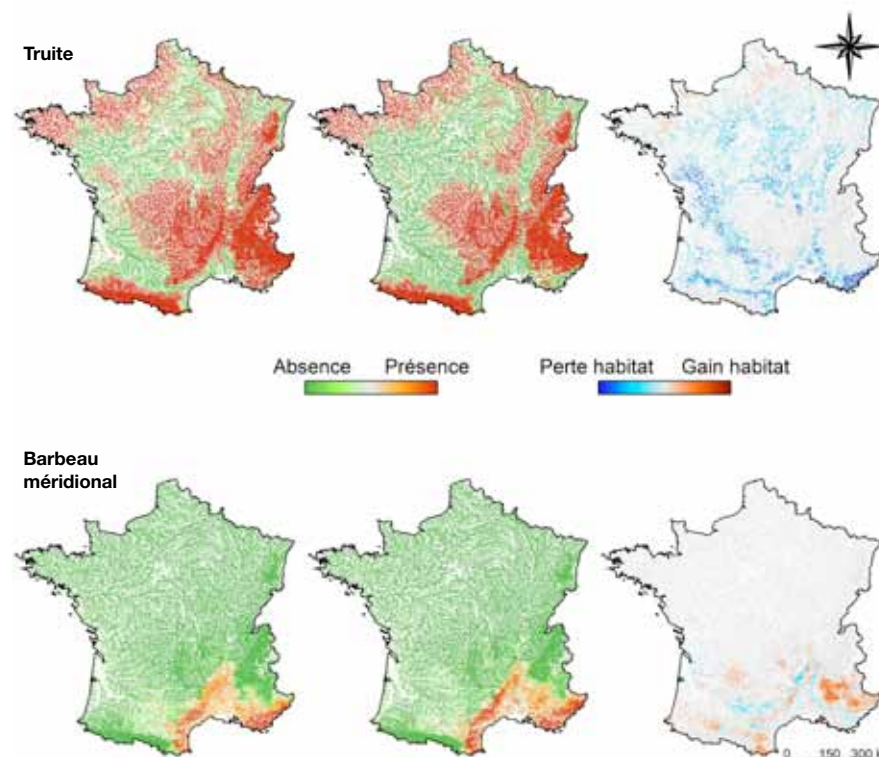 Truite
Absence Présence
Perte habitat Gain habitat
Barbeau
méridional
0 150 300